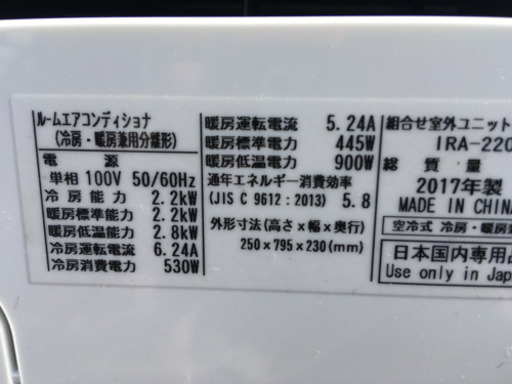 ルームエアコンディショナ
(冷房・暖房兼用分離形)
電源
単相 100V 50/60Hz
冷房能力 2.2kW
暖房標準能力 2.2kW
暖房低温能力 2.8kW
冷房運転電流 6.24A
冷房消費電力 530W
暖房運転電流 5.24A
暖房標準電力 445W
暖房低温電力 900W
通年エネルギー消費効率
(JIS C 9612:2013) 5.8
外形寸法(高さ×幅×奥行)
250×795×230(mm)
組合せ室外ユニット
IRA-220
総質量
2017年製
MADE IN CHINA
空冷式 冷房・暖房
日本国内専用品
Use only in Jap